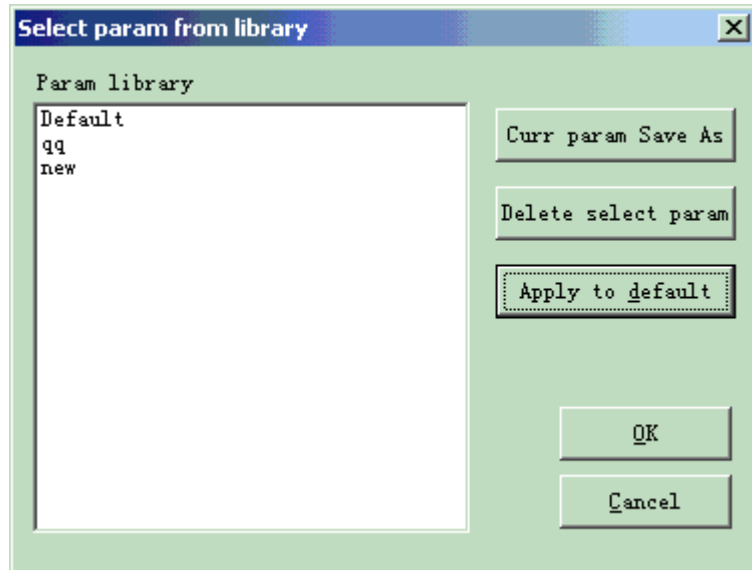 Select param from library
Param library
Default
qq
new
Curr param Save As
Delete select param
Apply to default
OK
Cancel